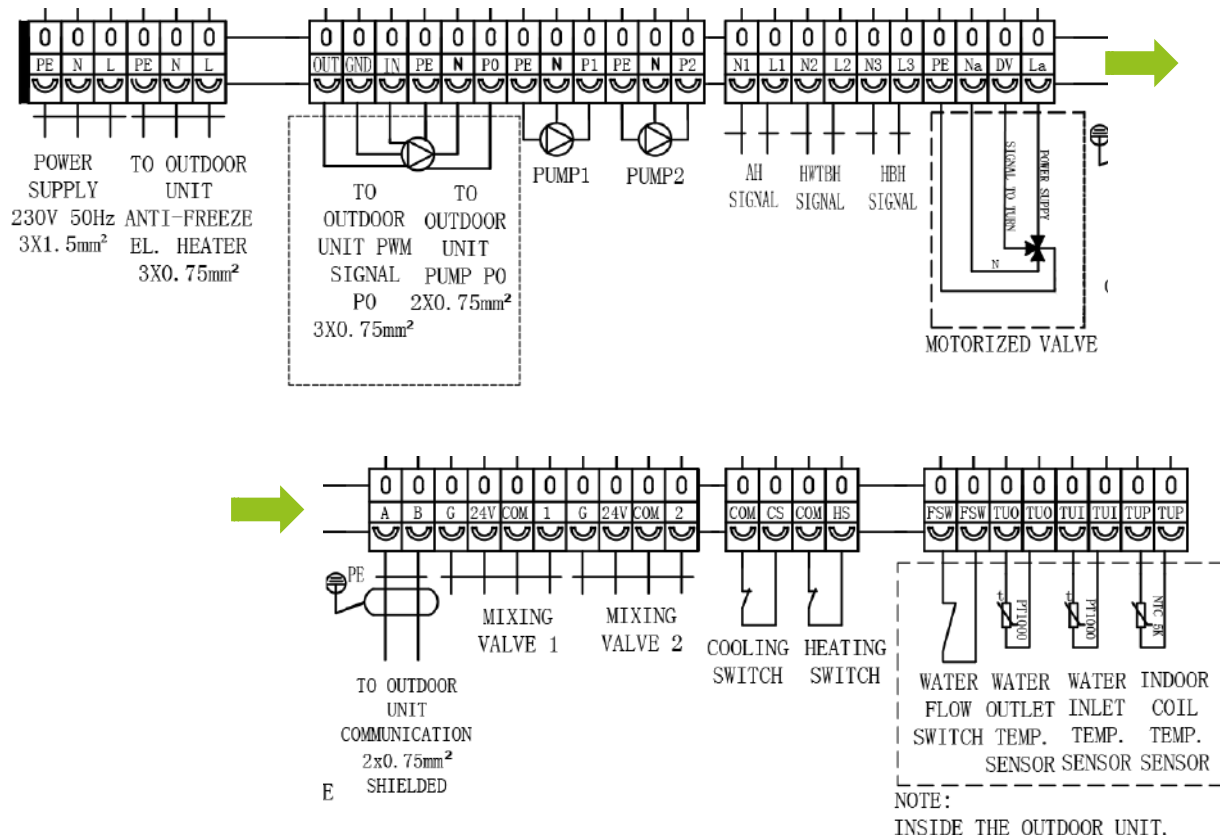 0 0 0 0 0 0 0 0 0 0 0 0 0 0 0 0 0 0 0 0 0 0 0 0 0 0 0
PE N L PE N L OUT GND IN PE N P0 PE N P1 PE N P2 N1 L1 N2 L2 N3 L3 PE Na DV La
POWER
SUPPLY
230V 50Hz
3X1.5mm²
TO OUTDOOR
UNIT
ANTI-FREEZE
EL. HEATER
3X0.75mm²
TO
OUTDOOR
UNIT PWM
SIGNAL
P0
3X0.75mm²
TO
OUTDOOR
UNIT
PUMP P0
2X0.75mm²
PUMP1
PUMP2
AH
SIGNAL
HWTBH
SIGNAL
HBH
SIGNAL
SIGNAL TO TURN
POWER SUPPY
N
MOTORIZED VALVE
0 0 0 0 0 0 0 0 0 0 0 0 0 0 0 0 0 0 0 0 0 0
A B G 24V COM 1 G 24V COM 2 COM CS COM HS FSW FSW TUO TUO TUI TUI TUP TUP
PE
TO OUTDOOR
UNIT
COMMUNICATION
2x0.75mm²
SHIELDED
E
MIXING
VALVE 1
MIXING
VALVE 2
COOLING
SWITCH
HEATING
SWITCH
t
PT1000
t
PT1000
NTC 5K
WATER
FLOW
SWITCH
WATER
OUTLET
TEMP.
SENSOR
WATER
INLET
TEMP.
SENSOR
INDOOR
COIL
TEMP.
SENSOR
NOTE:
INSIDE THE OUTDOOR UNIT.